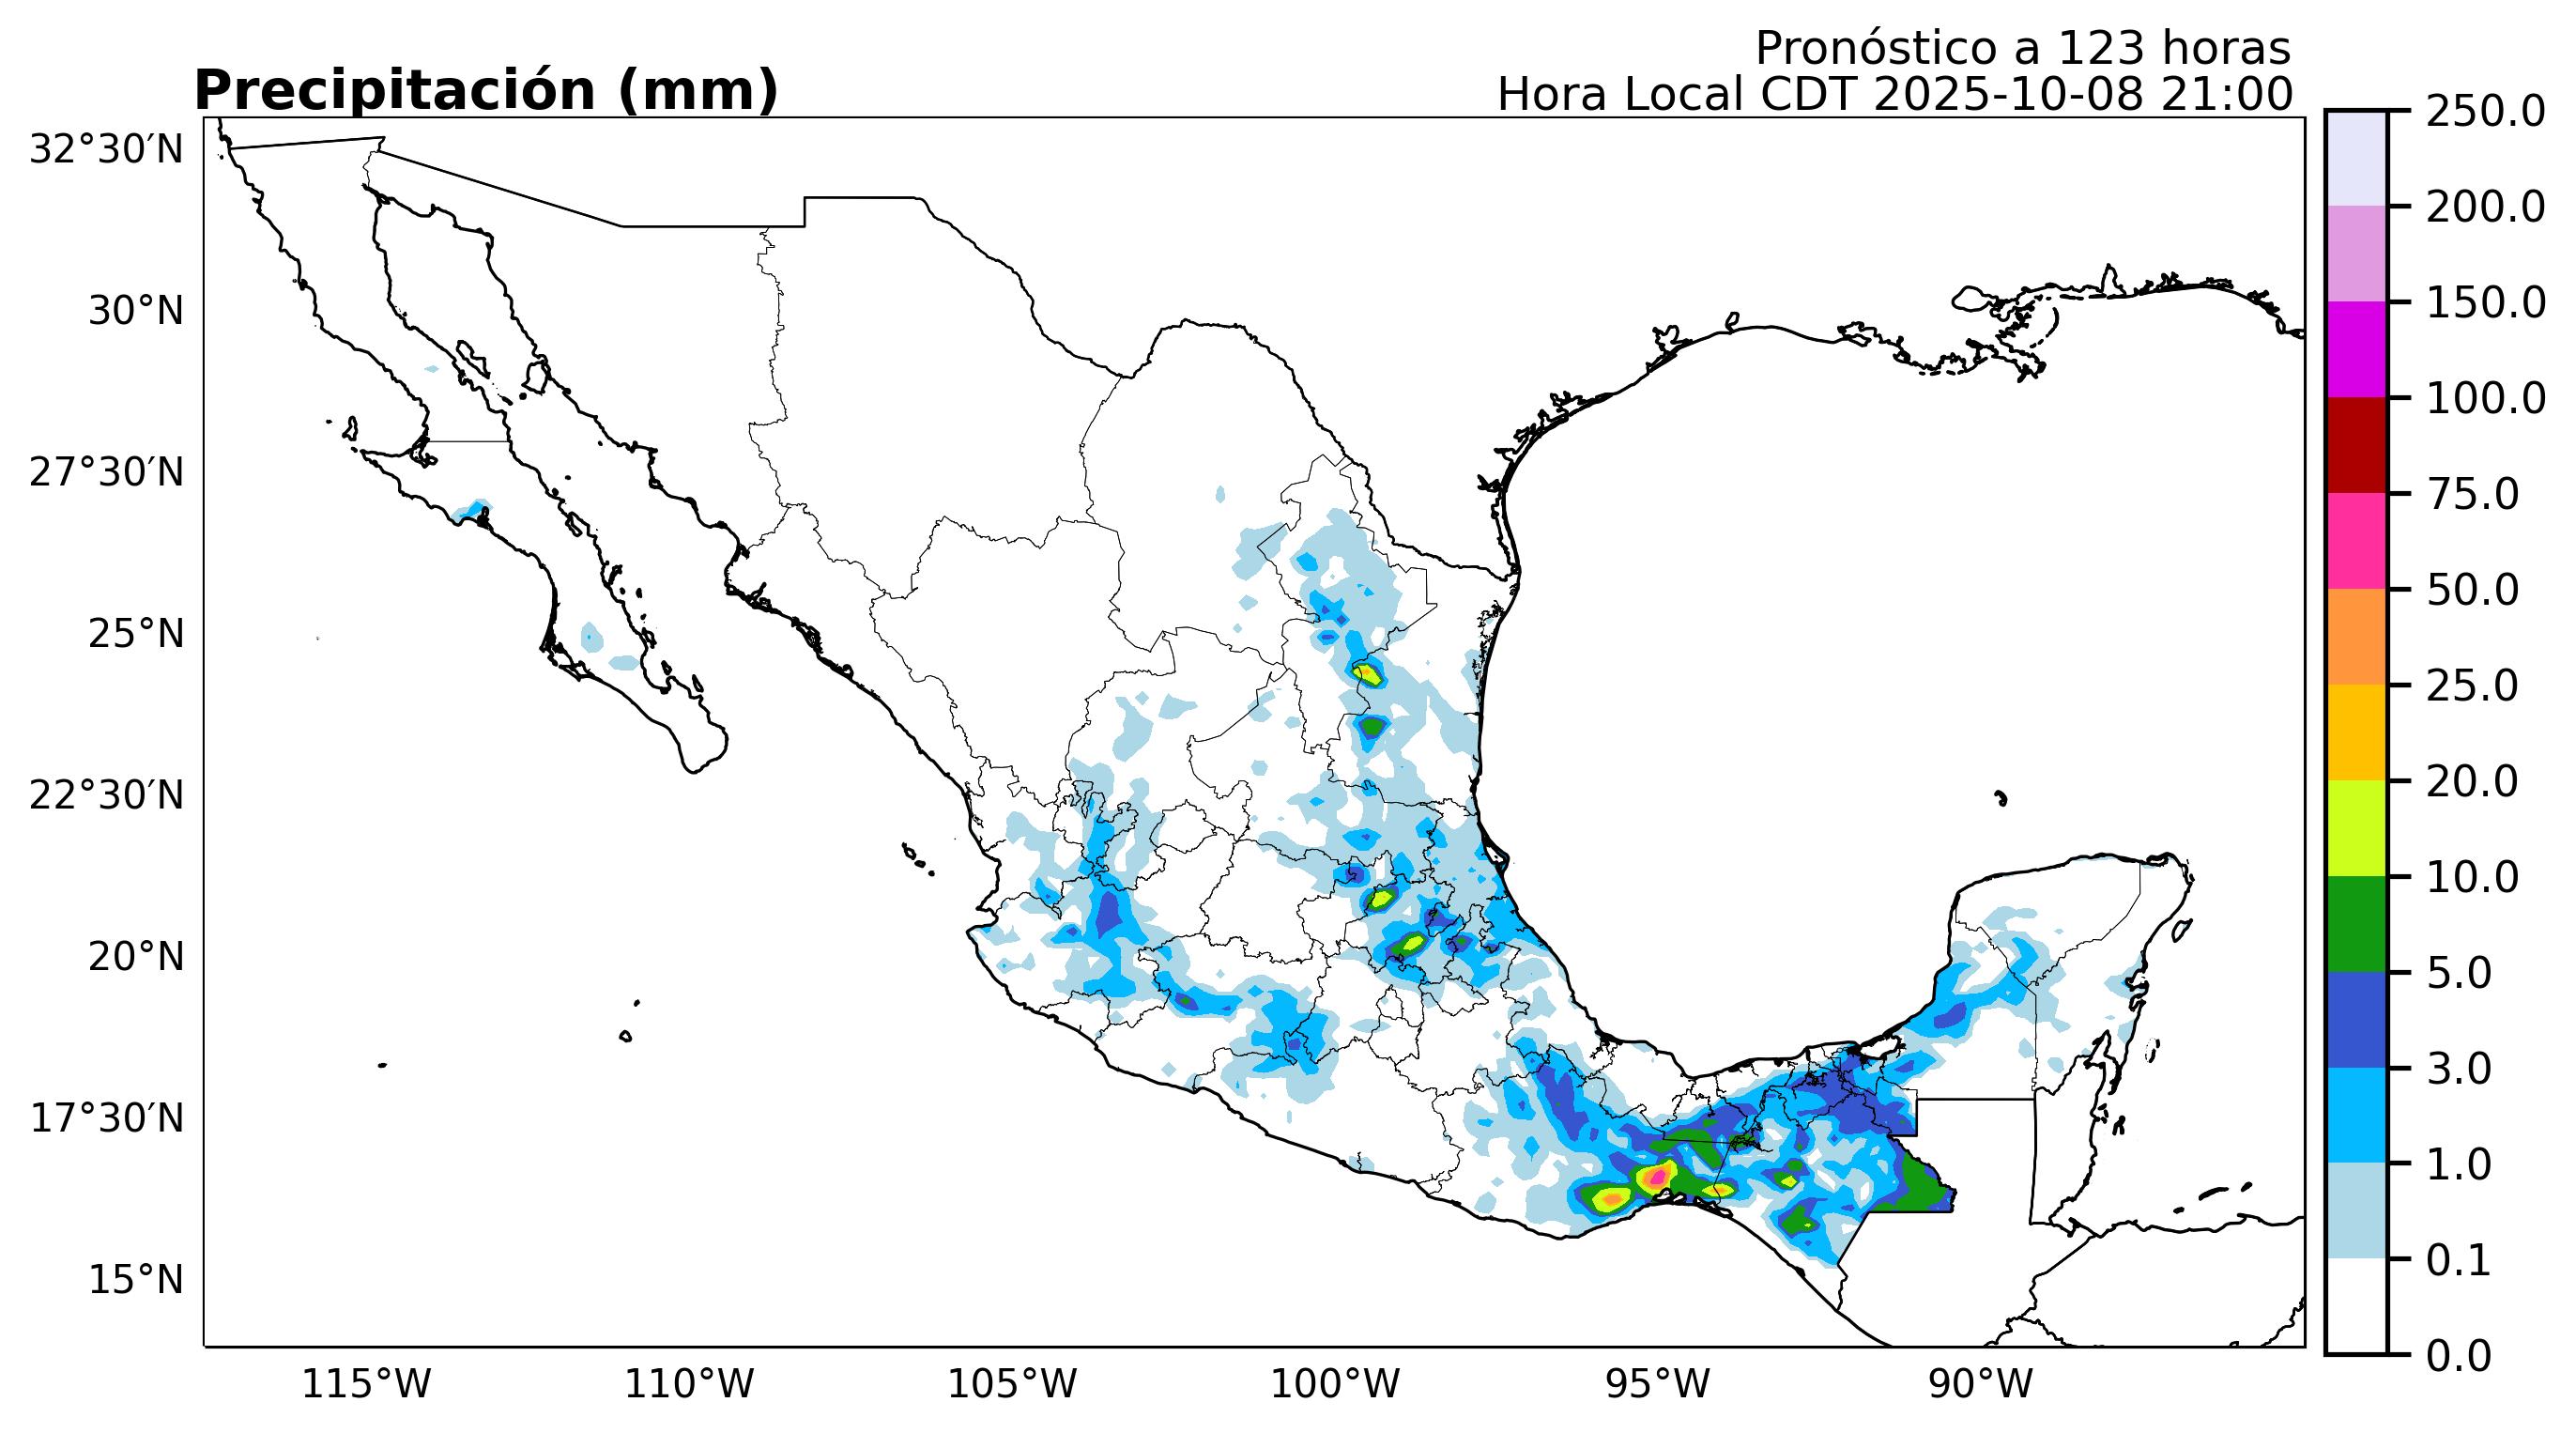 Pronóstico a 123 horas
Precipitación (mm)
Hora Local CDT 2025-10-08 21:00
32°30′N
30°N
27°30′N
25°N
22°30′N
20°N
17°30′N
15°N
115°W
110°W
105°W
100°W
95°W
90°W
250.0
200.0
150.0
100.0
75.0
50.0
25.0
20.0
10.0
5.0
3.0
1.0
0.1
0.0